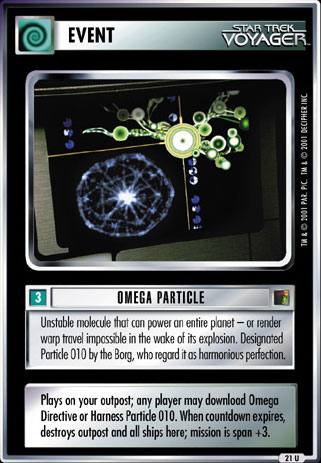 EVENT
STAR TREK
VOYAGER™
TM & © 2001 PAR. PIC. TM & © 2001 DECIPHER INC.
3
OMEGA PARTICLE
Unstable molecule that can power an entire planet – or render
warp travel impossible in the wake of its explosion. Designated
Particle 010 by the Borg, who regard it as harmonious perfection.
Plays on your outpost; any player may download Omega
Directive or Harness Particle 010. When countdown expires,
destroys outpost and all ships here; mission is span +3.
21 U